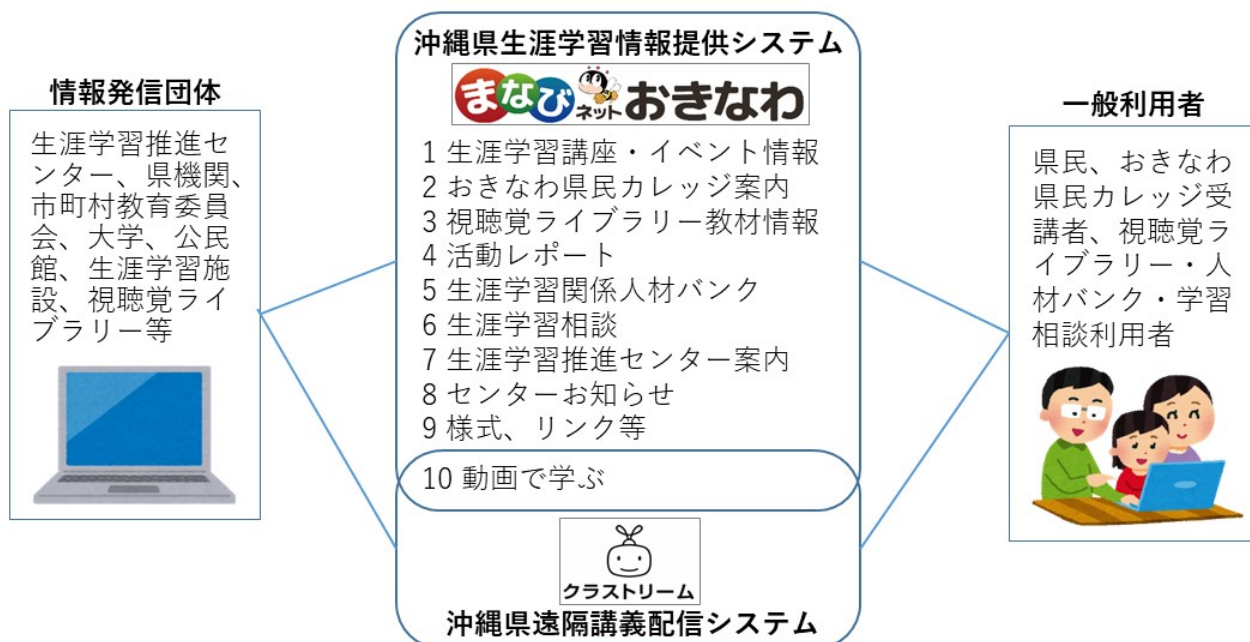 情報発信団体
生涯学習推進セ
ンター、県機関、
市町村教育委員
会、大学、公民
館、生涯学習施
設、視聴覚ライ
ブラリー等
沖縄県生涯学習情報提供システム
まなびネットおきなわ
1 生涯学習講座・イベント情報
2 おきなわ県民カレッジ案内
3 視聴覚ライブラリー教材情報
4 活動レポート
5 生涯学習関係人材バンク
6 生涯学習相談
7 生涯学習推進センター案内
8 センターお知らせ
9 様式、リンク等
10 動画で学ぶ
クラストリーム
沖縄県遠隔講義配信システム
一般利用者
県民、おきなわ
県民カレッジ受
講者、視聴覚ラ
イブラリー・人
材バンク・学習
相談利用者